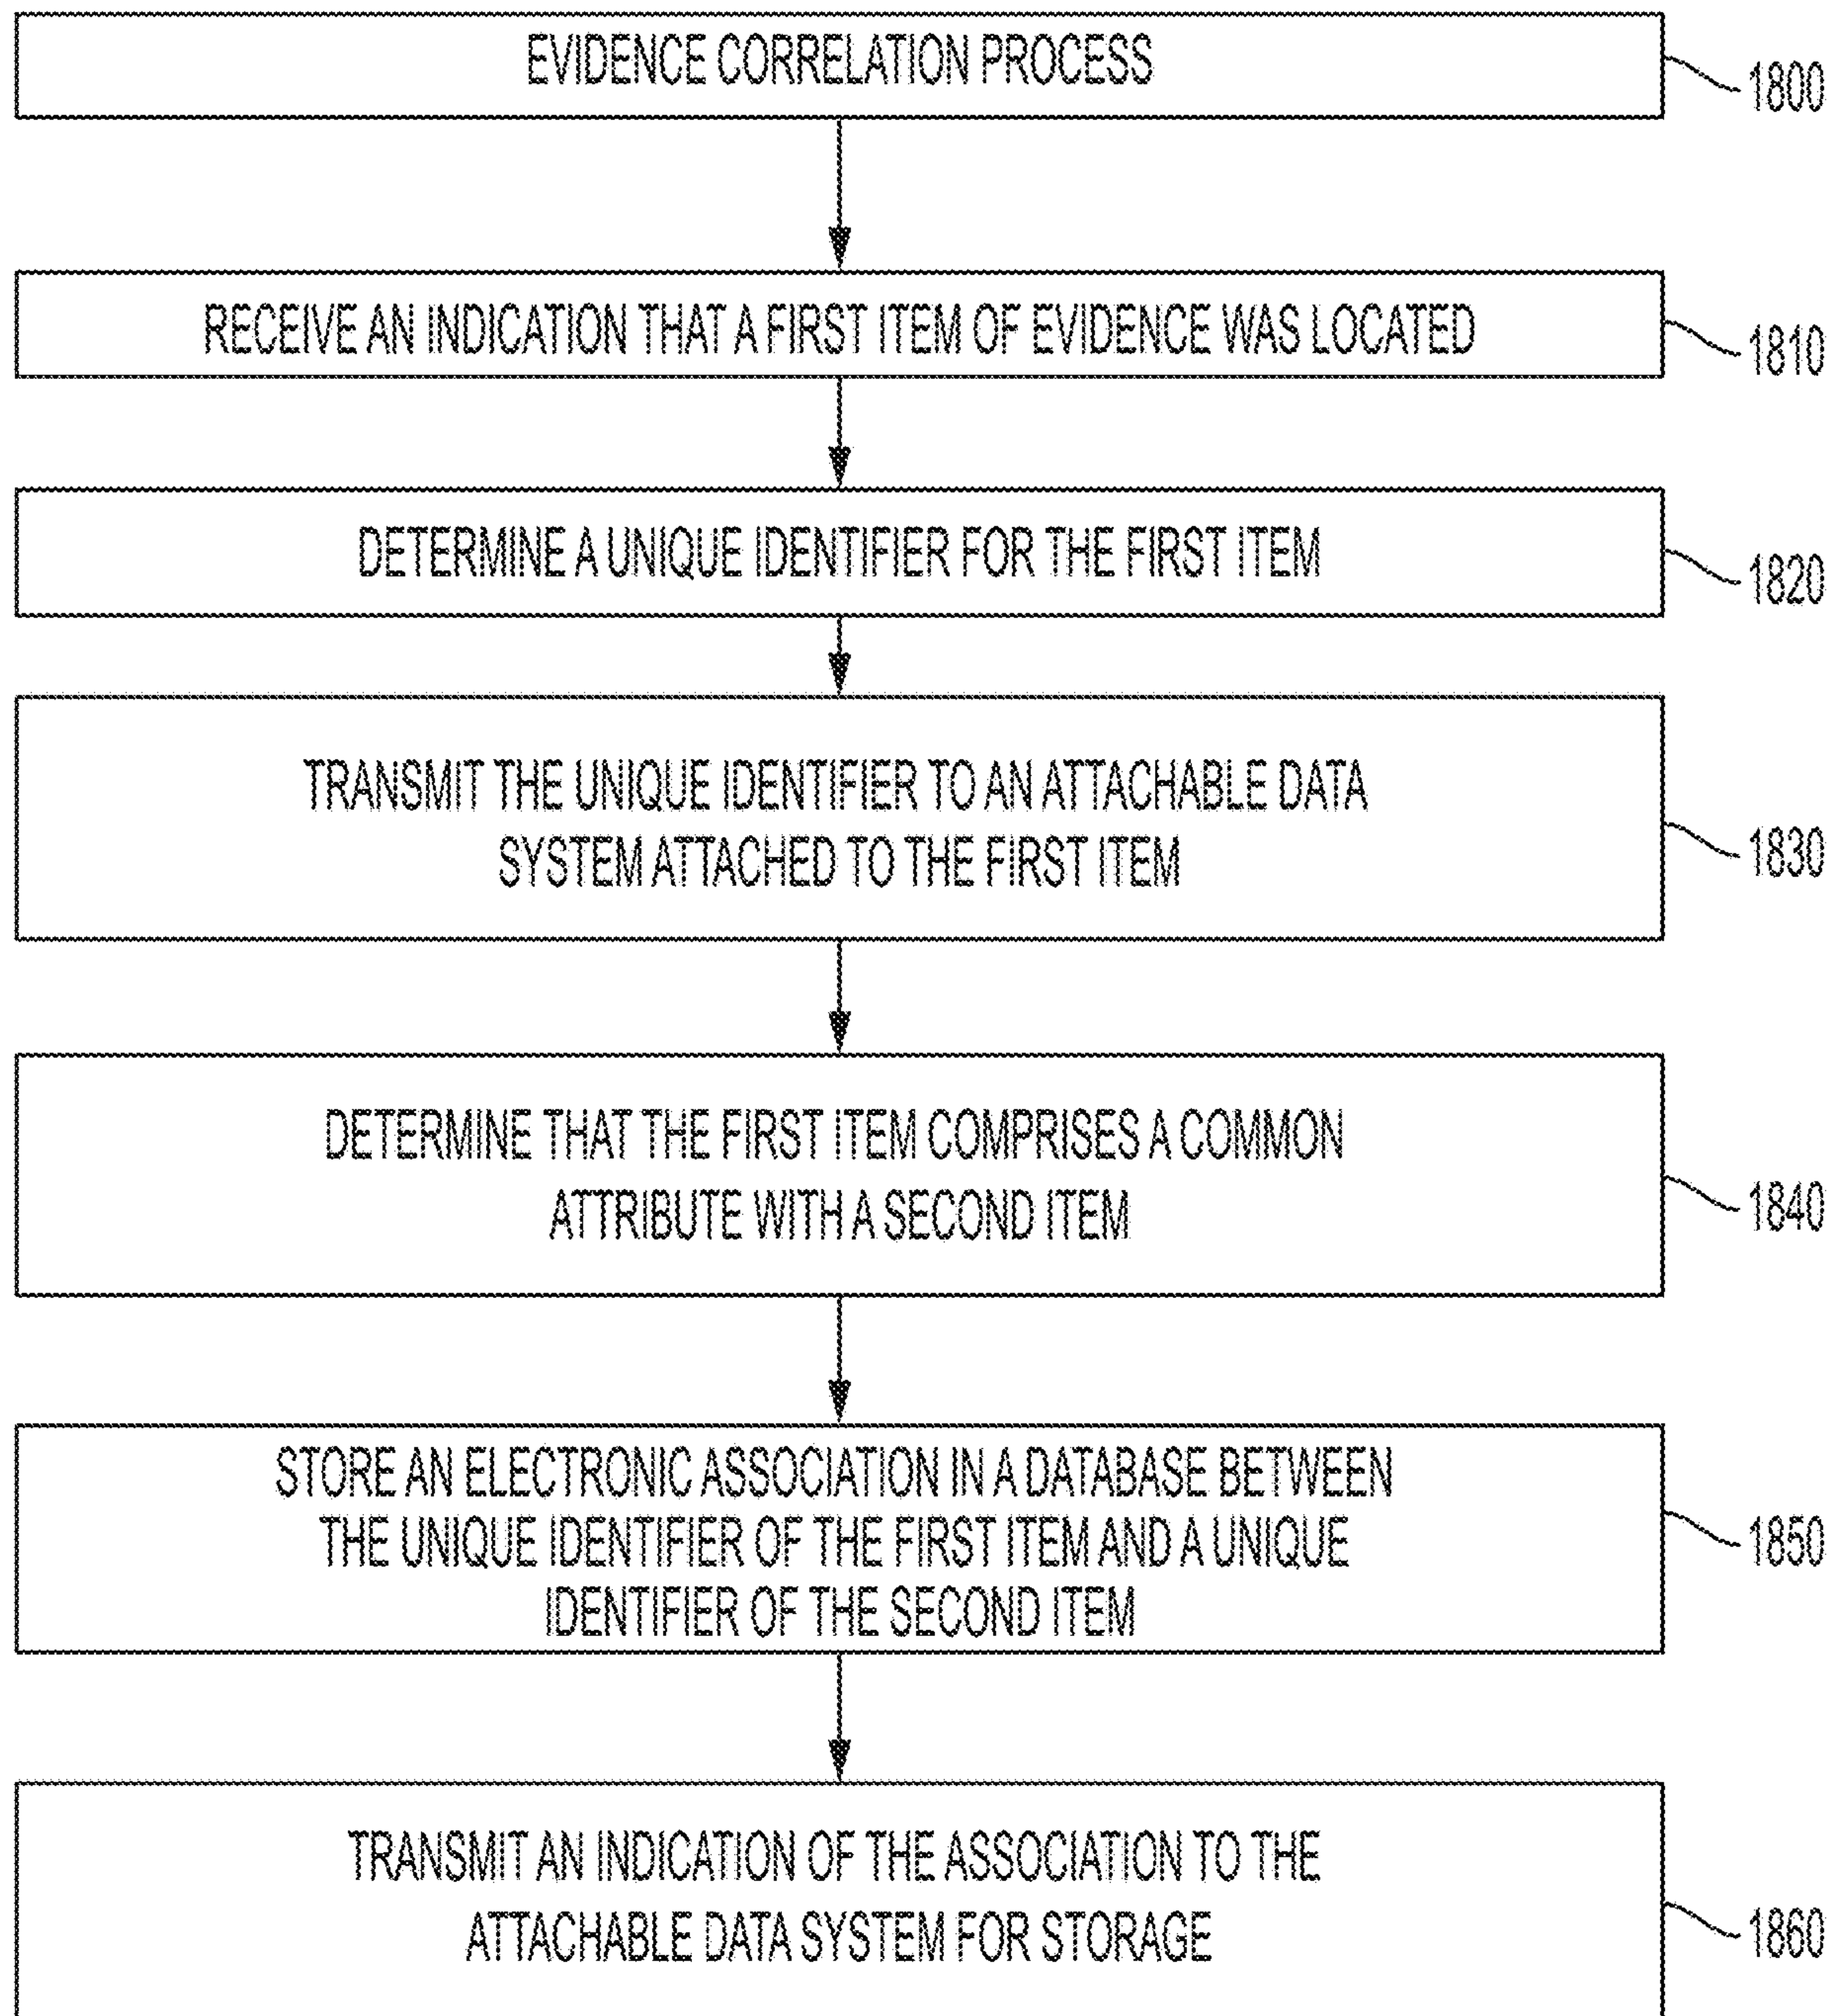 EVIDENCE CORRELATION PROCESS
1800
RECEIVE AN INDICATION THAT A FIRST ITEM OF EVIDENCE WAS LOCATED
1810
DETERMINE A UNIQUE IDENTIFIER FOR THE FIRST ITEM
1820
TRANSMIT THE UNIQUE IDENTIFIER TO AN ATTACHABLE DATA
SYSTEM ATTACHED TO THE FIRST ITEM
1830
DETERMINE THAT THE FIRST ITEM COMPRISES A COMMON
ATTRIBUTE WITH A SECOND ITEM
1840
STORE AN ELECTRONIC ASSOCIATION IN A DATABASE BETWEEN
THE UNIQUE IDENTIFIER OF THE FIRST ITEM AND A UNIQUE
IDENTIFIER OF THE SECOND ITEM
1850
TRANSMIT AN INDICATION OF THE ASSOCIATION TO THE
ATTACHABLE DATA SYSTEM FOR STORAGE
1860